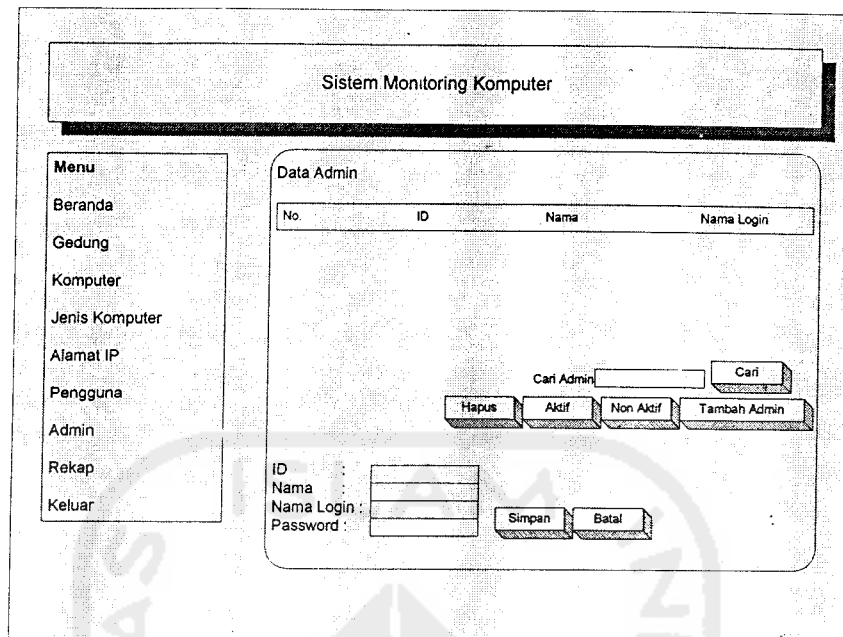 Sistem Monitoring Komputer
Menu
Beranda
Gedung
Komputer
Jenis Komputer
Alamat IP
Pengguna
Admin
Rekap
Keluar
Data Admin
No. ID Nama Nama Login
Cari Admin Cari
Hapus Aktif Non Aktif Tambah Admin
ID :
Nama :
Nama Login :
Password :
Simpan Batal
ISLAM